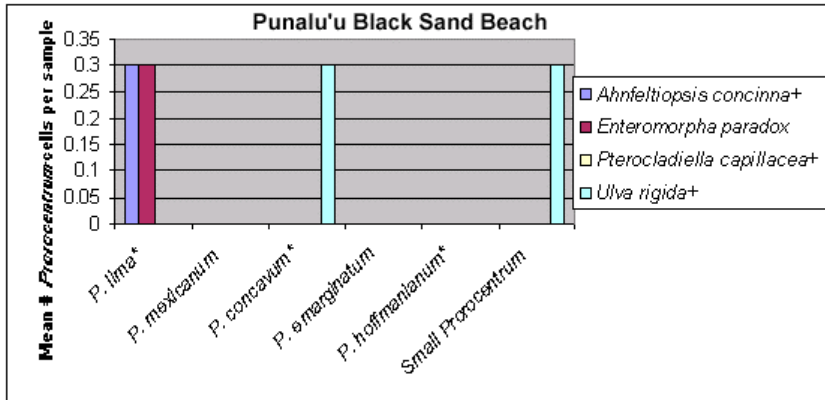 Punalu'u Black Sand Beach
Mean # Prorocentrum cells per sample
0.35
0.3
0.25
0.2
0.15
0.1
0.05
0
P. lima*
P. mexicanum
P. concavum*
P. emarginatum
P. hoffmanianum*
Small Prorocentrum
Ahnfeltiopsis concinna+
Enteromorpha paradox
Pterocladiella capillacea+
Ulva rigida+